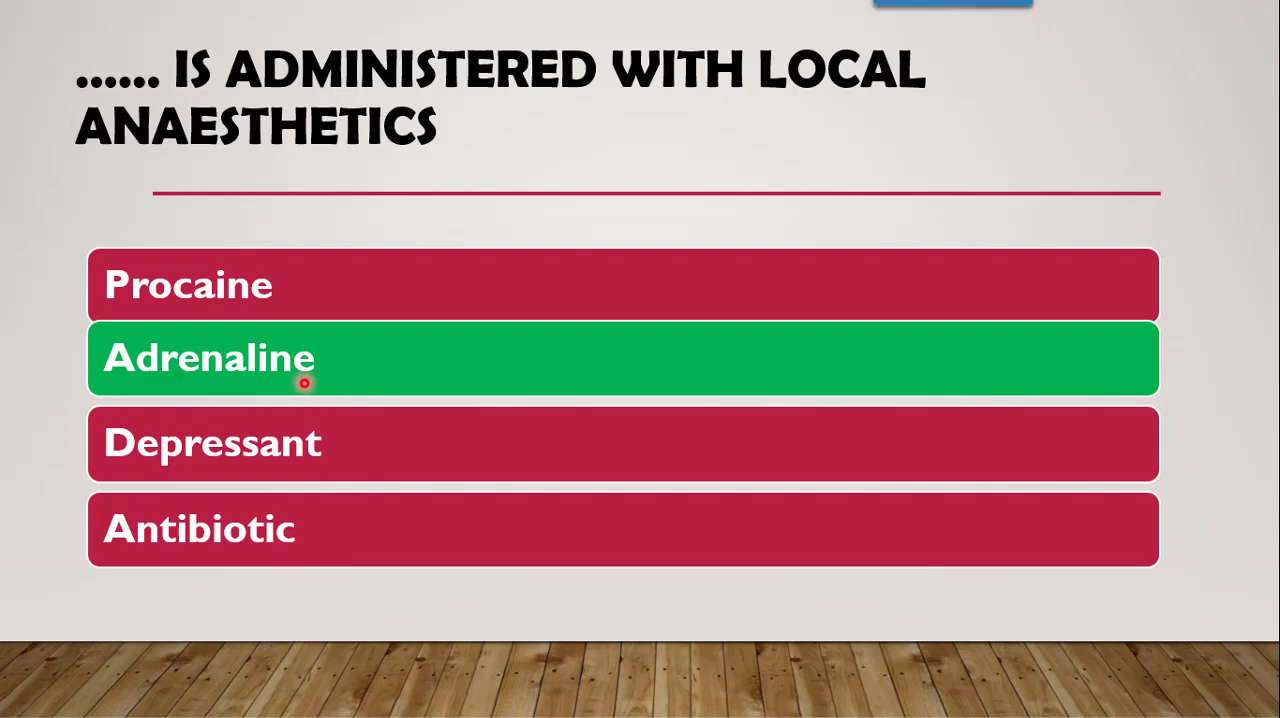 ...... IS ADMINISTERED WITH LOCAL
ANAESTHETICS
Procaine
Adrenaline
Depressant
Antibiotic